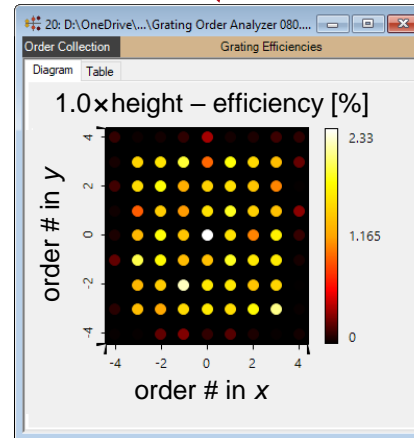 20: D:\OneDrive\...\Grating Order Analyzer 080....
Order Collection Grating Efficiencies
Diagram Table
1.0×height – efficiency [%]
order # in y
4
2
0
-2
-4
-4 -2 0 2 4
order # in x
2.33
1.165
0